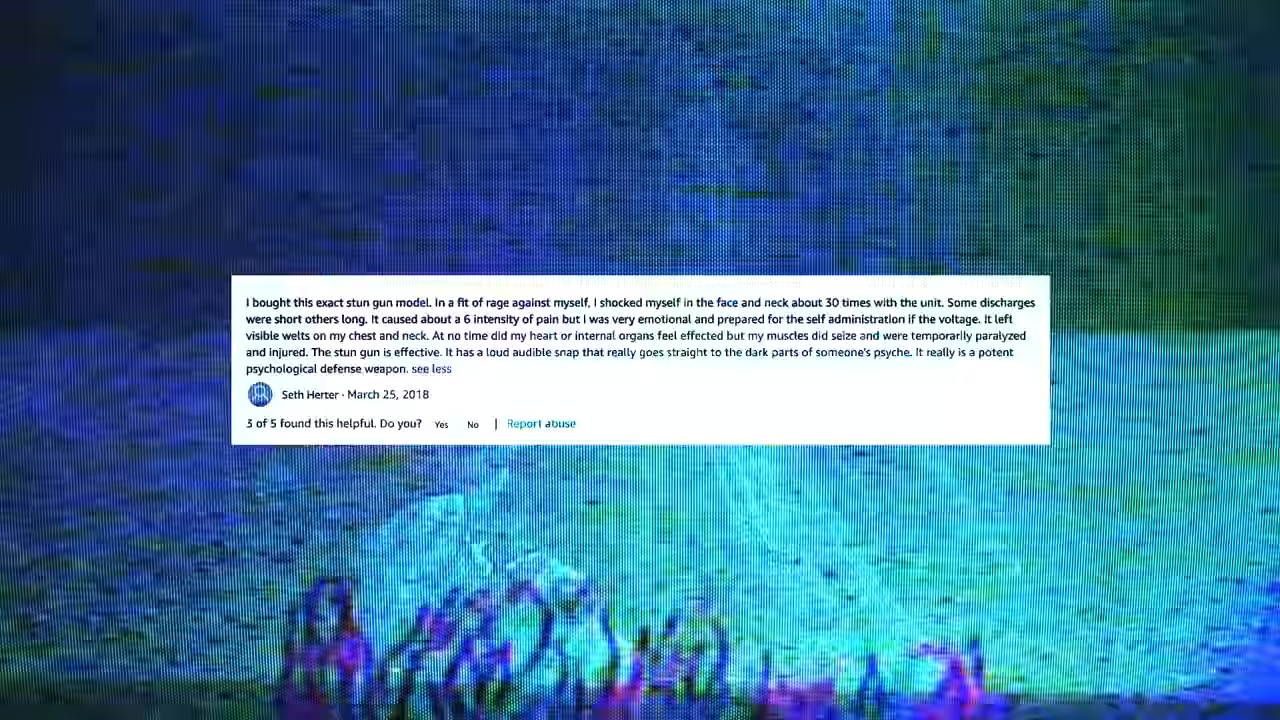 I bought this exact stun gun model. In a fit of rage against myself, I shocked myself in the face and neck about 30 times with the unit. Some discharges
were short others long. It caused about a 6 intensity of pain but I was very emotional and prepared for the self administration if the voltage. It left
visible welts on my chest and neck. At no time did my heart or internal organs feel effected but my muscles did seize and were temporarily paralyzed
and injured. The stun gun is effective. It has a loud audible snap that really goes straight to the dark parts of someone's psyche. It really is a potent
psychological defense weapon. see less
Seth Herter · March 25, 2018
3 of 5 found this helpful. Do you? Yes No | Report abuse